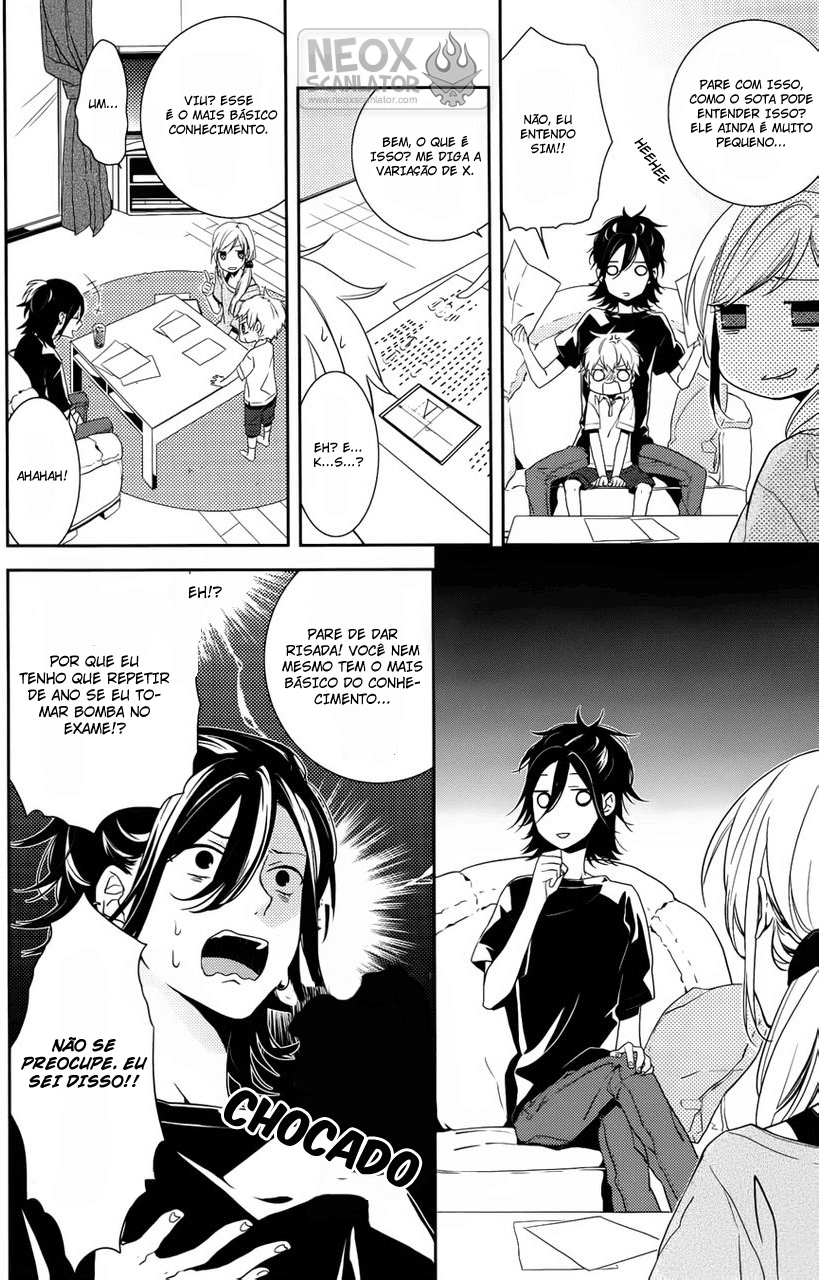 NEOX
SCANLATOR
www.neoxscanlator.com
PARE COM ISSO,
COMO O SOTA PODE
ENTENDER ISSO?
ELE AINDA É MUITO
PEQUENO...
NÃO, EU
ENTENDO
SIM!!
HEEHEE
BEM, O QUE É
ISSO? ME DIGA A
VARIAÇÃO DE X.
EH? E...
K...S...?
VIU? ESSE
É O MAIS BÁSICO
CONHECIMENTO.
UM...
AHAHAH!
PARE DE DAR
RISADA! VOCÊ NEM
MESMO TEM O MAIS
BÁSICO DO CONHE-
CIMENTO...
EH!?
POR QUE EU
TENHO QUE REPETIR
DE ANO SE EU TO-
MAR BOMBA NO
EXAME!?
NÃO SE
PREOCUPE. EU
SEI DISSO!!
CHOCADO